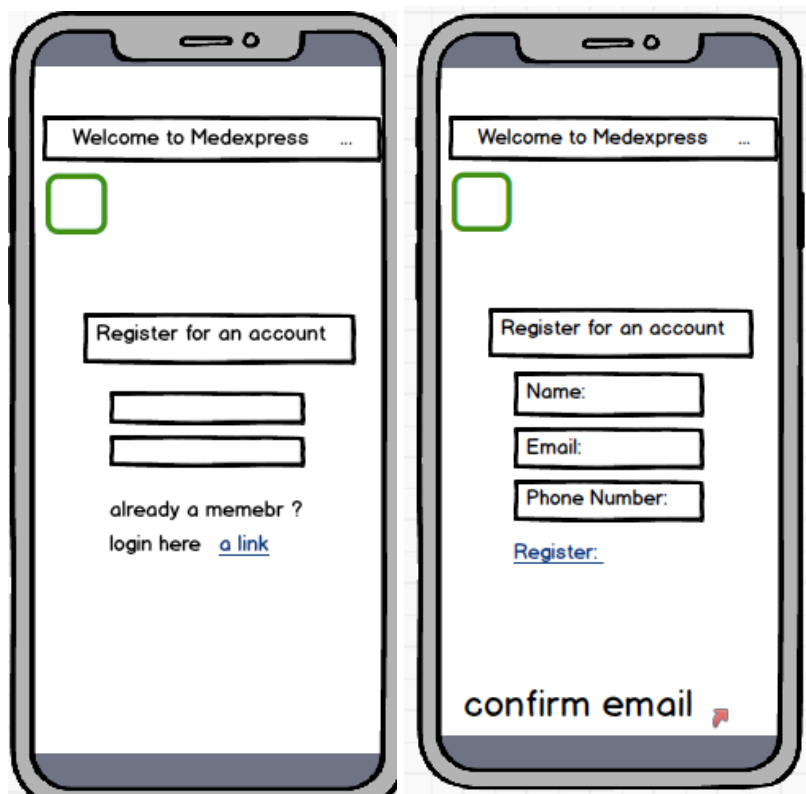 Welcome to Medexpress ...
Register for an account
already a memebr ?
login here a link
Welcome to Medexpress ...
Register for an account
Name:
Email:
Phone Number:
Register:
confirm email